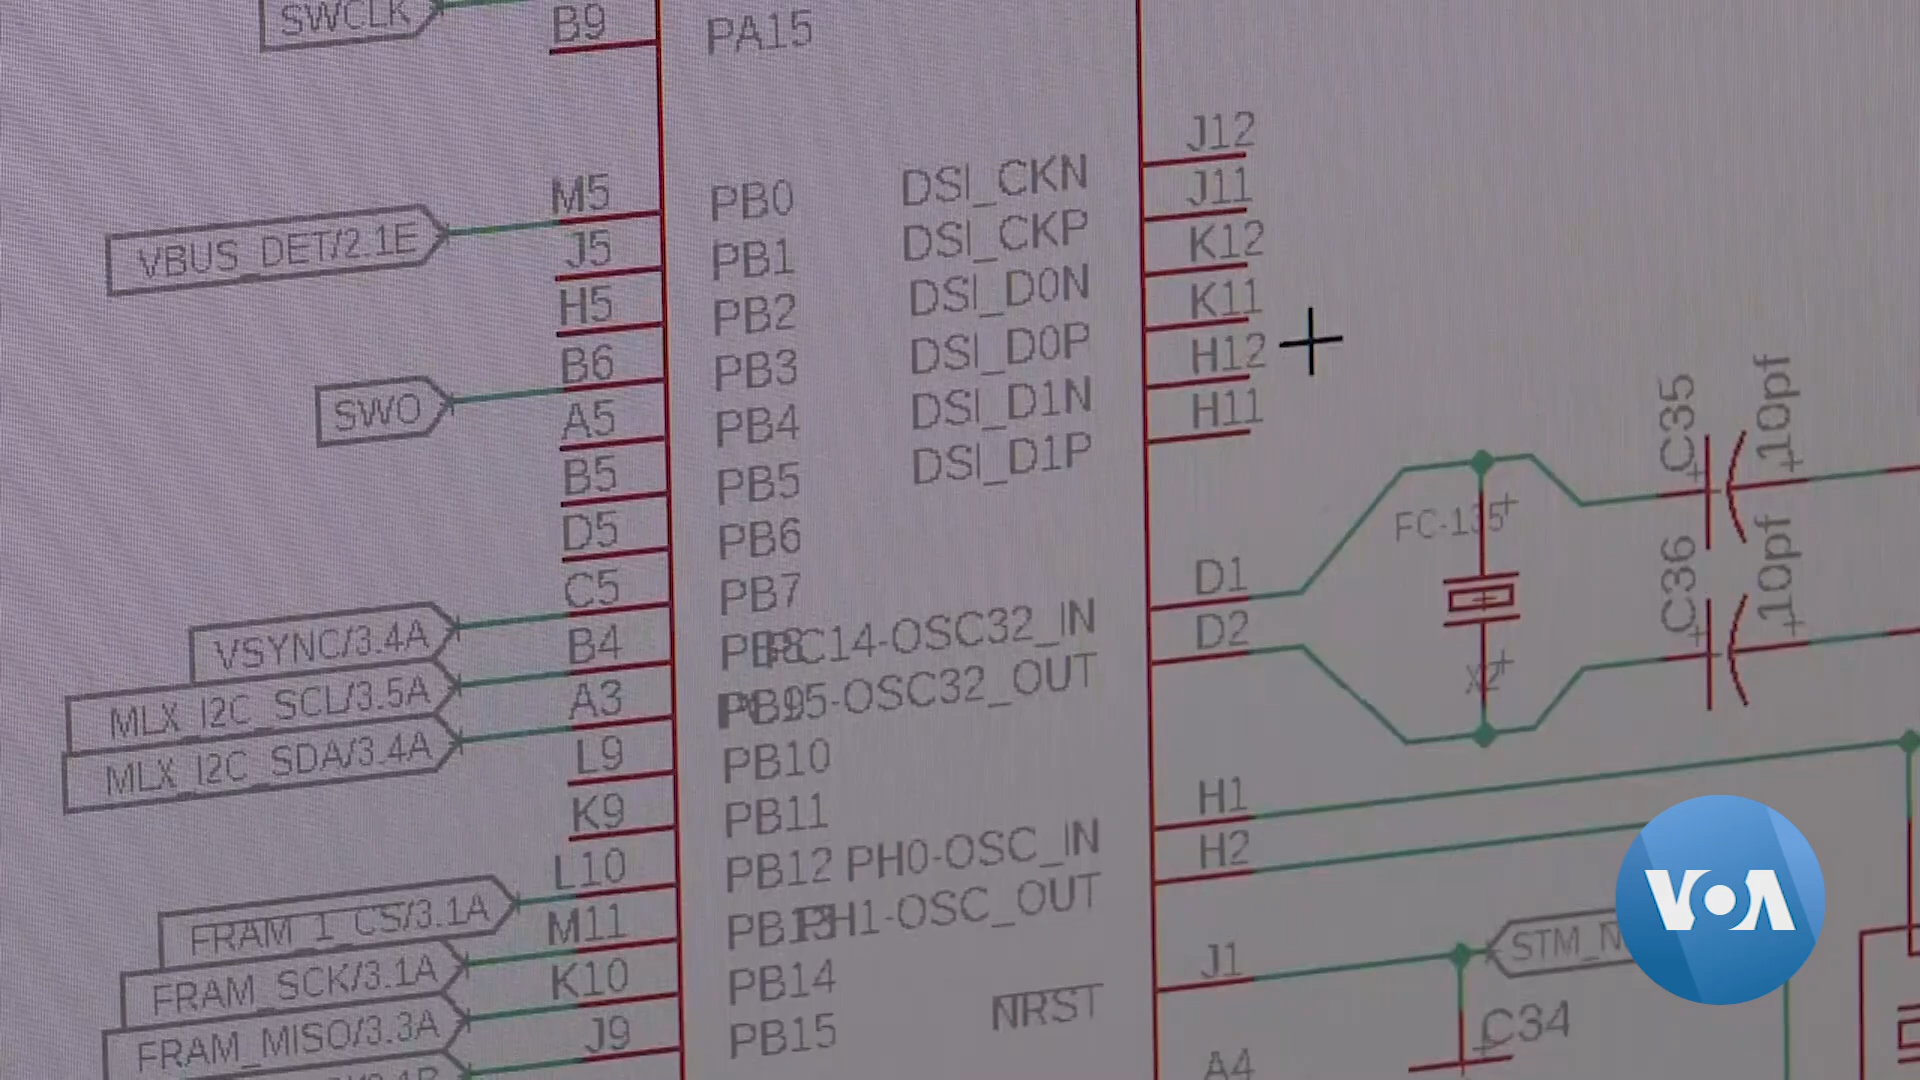 SWCLK
B9 PA15
J12
M5 PB0 DSI_CKN
J11
VBUS_DET/2.1E
J5 PB1 DSI_CKP
K12
H5 PB2 DSI_D0N
K11
B6 PB3 DSI_D0P
H12
SWO
A5 PB4 DSI_D1N
H11
B5 PB5 DSI_D1P
C35
10pf
D5 PB6
FC-135
C5 PB7
D1
VSYNC/3.4A
B4 PB8 PC14-OSC32_IN
D2
C36
10pf
MLX_I2C_SCL/3.5A
A3 PB9 PC15-OSC32_OUT
X2
MLX_I2C_SDA/3.4A
L9 PB10
K9 PB11
H1
L10 PB12 PH0-OSC_IN
H2
FRAM_1_CS/3.1A
M11 PB13 PH1-OSC_OUT
VOA
FRAM_SCK/3.1A
K10 PB14
J1
STM_N
FRAM_MISO/3.3A
J9 PB15 NRST
C34
A4